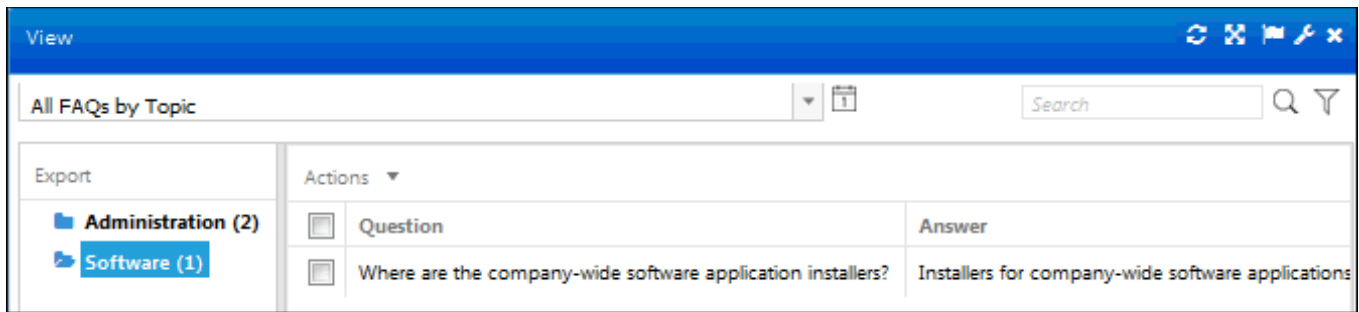 View
All FAQs by Topic
1
Search
Export
Actions
Administration (2)
Question Answer
Software (1)
Where are the company-wide software application installers? Installers for company-wide software applications